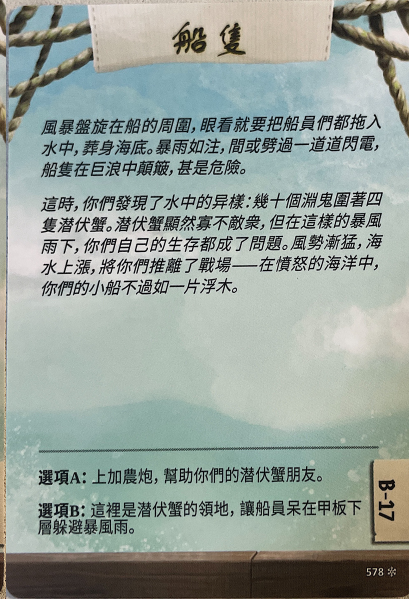 船隻
風暴盤旋在船的周圍，眼看就要把船員們都拖入
水中，葬身海底。暴雨如注，間或劈過一道道閃電，
船隻在巨浪中顛簸，甚是危險。
這時，你們發現了水中的异樣：幾十個淵鬼圍著四
隻潛伏蟹。潛伏蟹顯然寡不敵衆，但在這樣的暴風
雨下，你們自己的生存都成了問題。風勢漸猛，海
水上漲，將你們推離了戰場——在憤怒的海洋中，
你們的小船不過如一片浮木。
選項A：上加農炮，幫助你們的潛伏蟹朋友。
選項B：這裡是潛伏蟹的領地，讓船員呆在甲板下
層躲避暴風雨。
B-17
578